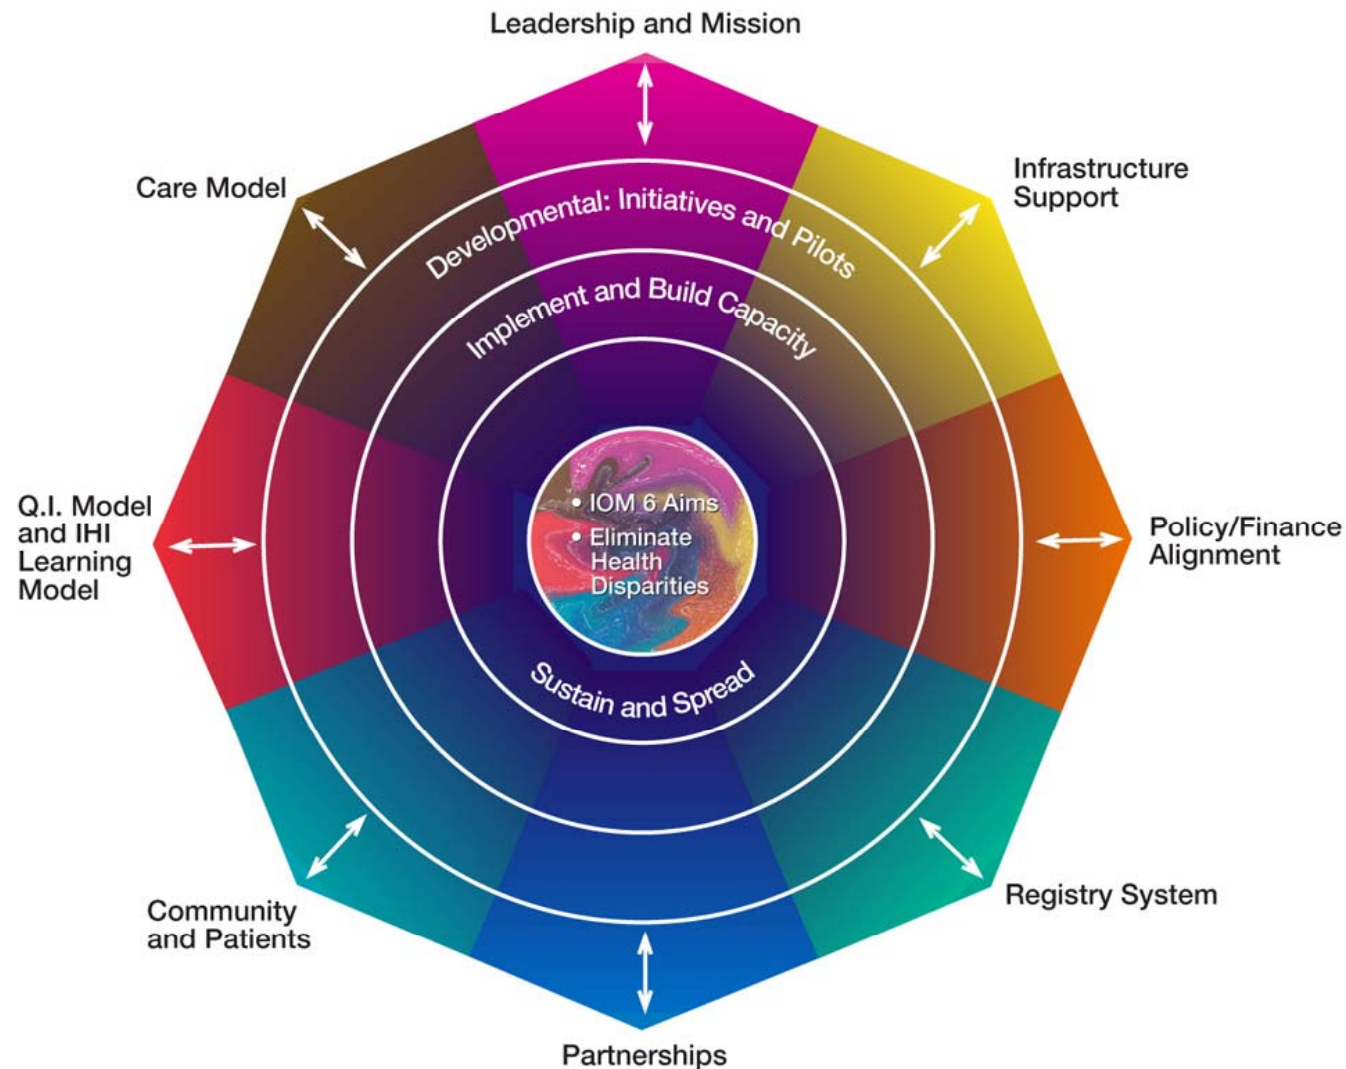 Leadership and Mission
Care Model
Infrastructure
Support
Developmental: Initiatives and Pilots
Implement and Build Capacity
Q.I. Model
and IHI
Learning
Model
• IOM 6 Aims
• Eliminate
Health
Disparities
Policy/Finance
Alignment
Sustain and Spread
Community
and Patients
Registry System
Partnerships